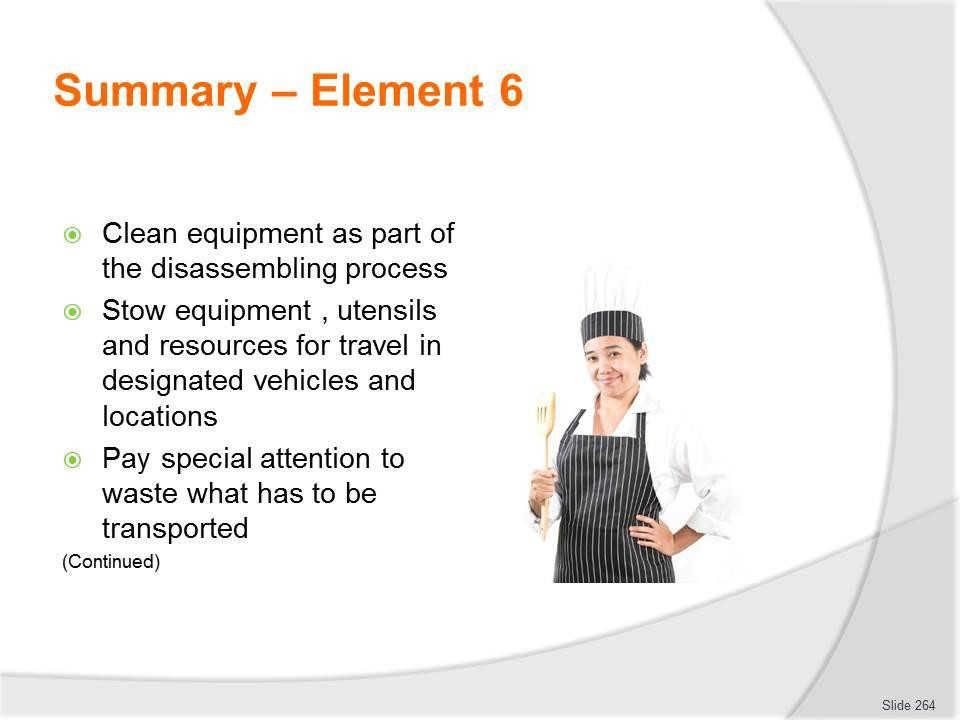 Summary – Element 6
Clean equipment as part of
the disassembling process
Stow equipment , utensils
and resources for travel in
designated vehicles and
locations
Pay special attention to
waste what has to be
transported
(Continued)
Slide 264